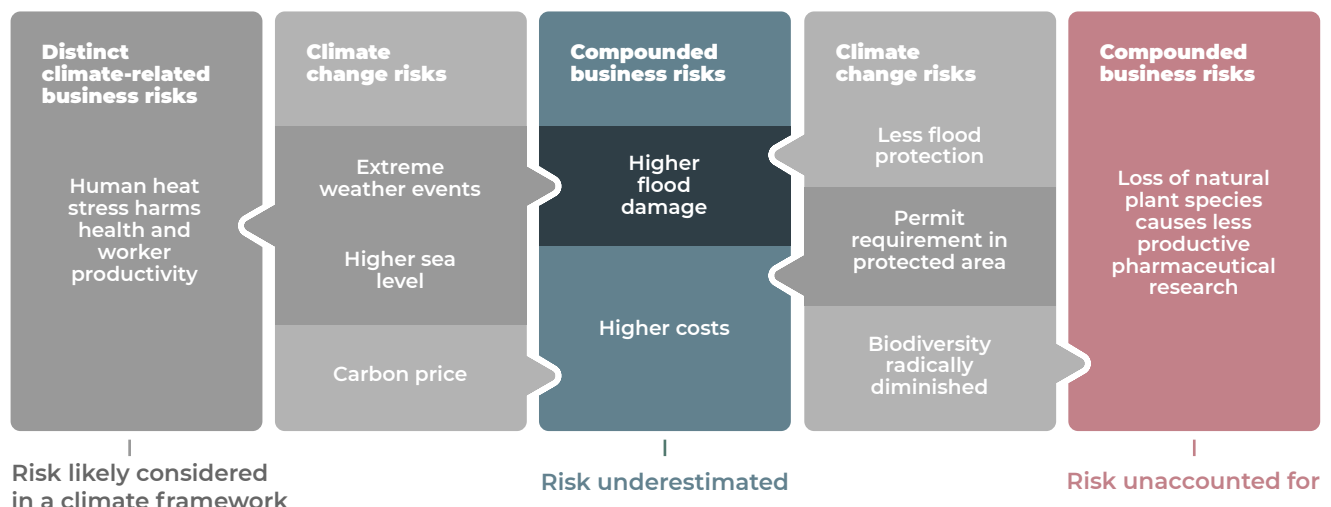 Distinct
climate-related
business risks
Human heat
stress harms
health and
worker
productivity
Risk likely considered
in a climate framework
Climate
change risks
Extreme
weather events
Higher sea
level
Carbon price
Compounded
business risks
Higher
flood
damage
Higher costs
Risk underestimated
Climate
change risks
Less flood
protection
Permit
requirement in
protected area
Biodiversity
radically
diminished
Compounded
business risks
Loss of natural
plant species
causes less
productive
pharmaceutical
research
Risk unaccounted for